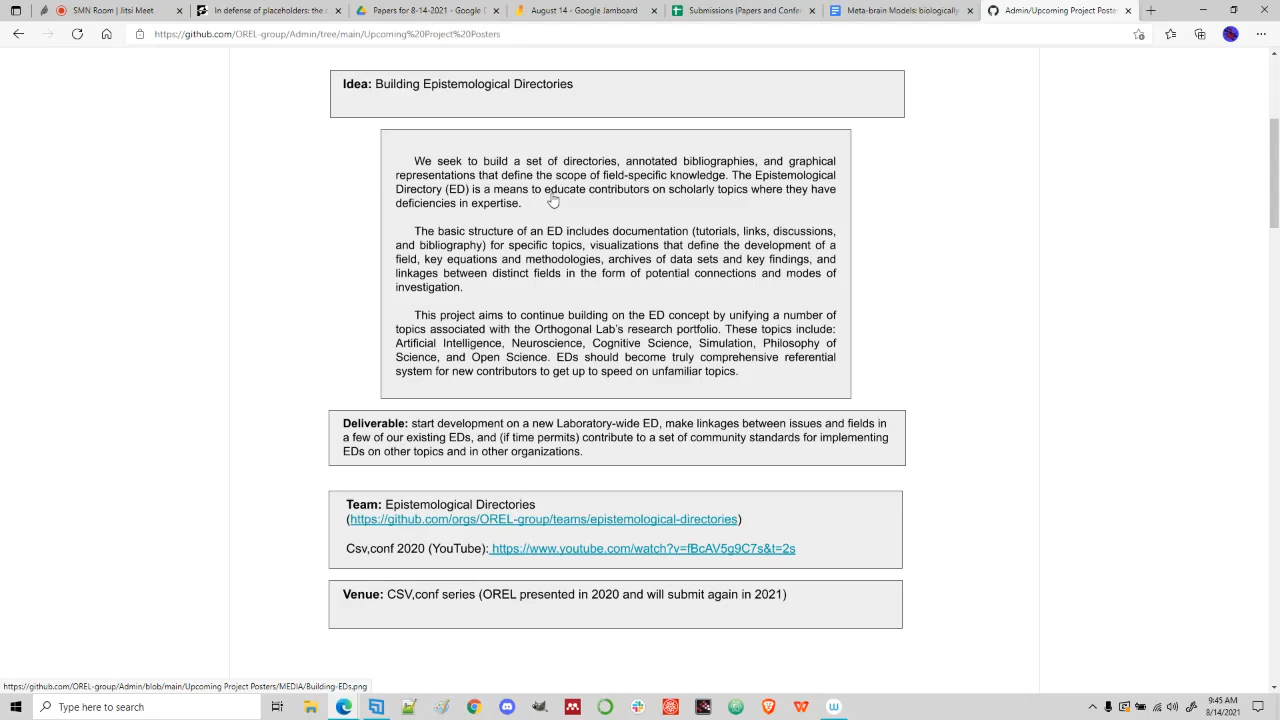 SMN Room | Jitsi Meet
In defense of placeholders: the c
Papers for 8-14-2021 - Google D
August 14 - Google Jamboard
Submissions (Papers and Confere
Meta-brain Models: biologically-
Admin/Upcoming Project Poster
https://github.com/OREL-group/Admin/tree/main/Upcoming%20Project%20Posters
Idea: Building Epistemological Directories
We seek to build a set of directories, annotated bibliographies, and graphical
representations that define the scope of field-specific knowledge. The Epistemological
Directory (ED) is a means to educate contributors on scholarly topics where they have
deficiencies in expertise.
The basic structure of an ED includes documentation (tutorials, links, discussions,
and bibliography) for specific topics, visualizations that define the development of a
field, key equations and methodologies, archives of data sets and key findings, and
linkages between distinct fields in the form of potential connections and modes of
investigation.
This project aims to continue building on the ED concept by unifying a number of
topics associated with the Orthogonal Lab's research portfolio. These topics include:
Artificial Intelligence, Neuroscience, Cognitive Science, Simulation, Philosophy of
Science, and Open Science. EDs should become truly comprehensive referential
system for new contributors to get up to speed on unfamiliar topics.
Deliverable: start development on a new Laboratory-wide ED, make linkages between issues and fields in
a few of our existing EDs, and (if time permits) contribute to a set of community standards for implementing
EDs on other topics and in other organizations.
Team: Epistemological Directories
(https://github.com/orgs/OREL-group/teams/epistemological-directories)
Csv,conf 2020 (YouTube): https://www.youtube.com/watch?v=fBcAV5g9C7s&t=2s
Venue: CSV,conf series (OREL presented in 2020 and will submit again in 2021)
https://github.com/OREL-group/Admin/blob/main/Upcoming Project Posters/MEDIA/Building-EDs.png
Type here to search
9:45 AM
8/14/2021